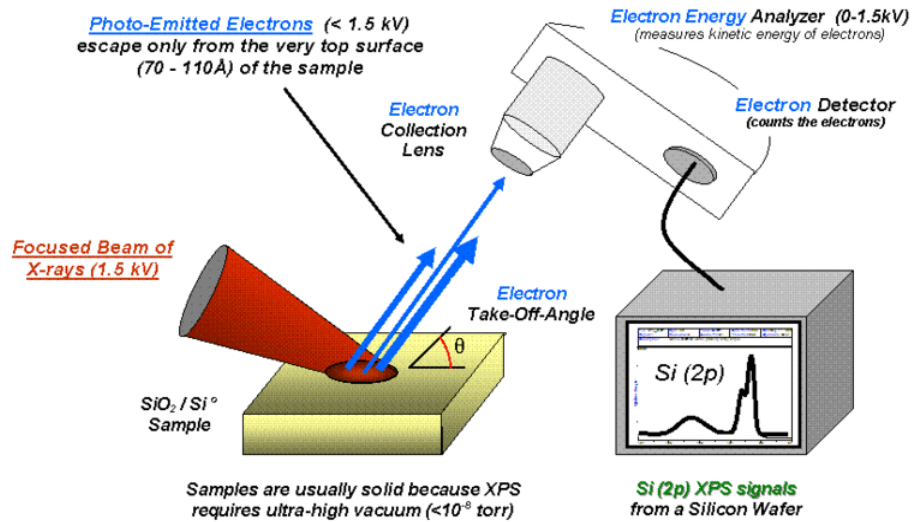 Photo-Emitted Electrons (< 1.5 kV)
escape only from the very top surface
(70 - 110Å) of the sample
Electron Energy Analyzer (0-1.5kV)
(measures kinetic energy of electrons)
Electron
Collection
Lens
Electron Detector
(counts the electrons)
Focused Beam of
X-rays (1.5 kV)
Electron
Take-Off-Angle
θ
Si (2p)
SiO₂ / Si°
Sample
Samples are usually solid because XPS
requires ultra-high vacuum (<10⁻⁸ torr)
Si (2p) XPS signals
from a Silicon Wafer